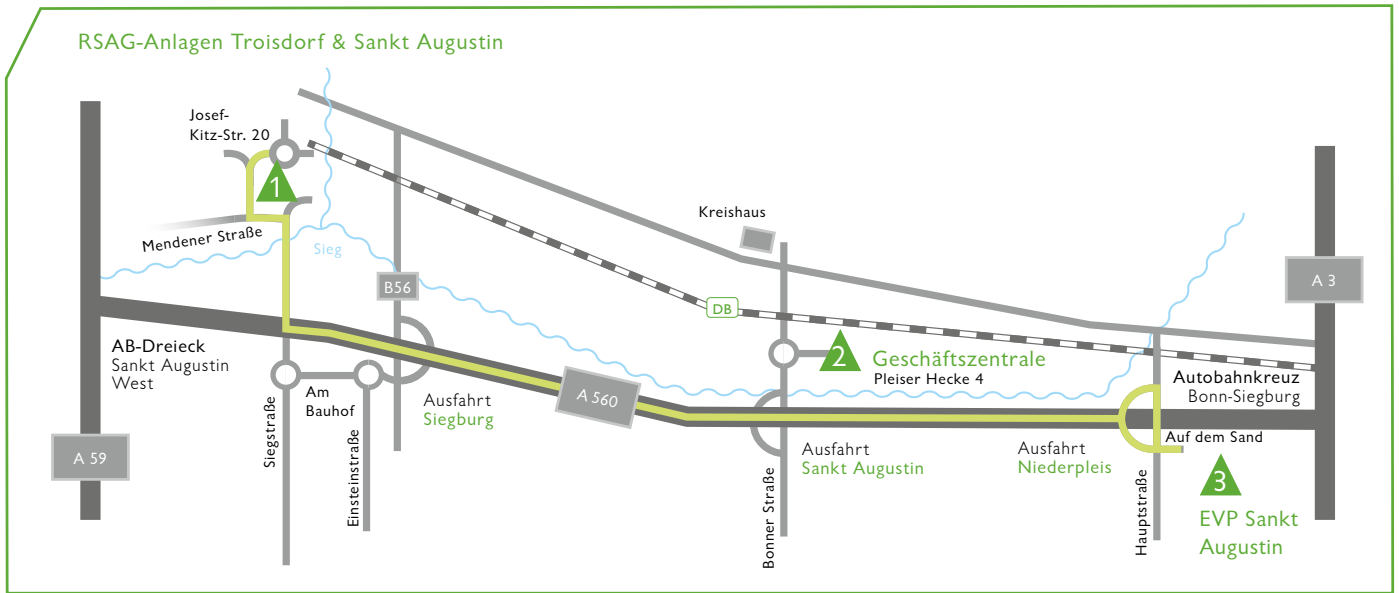 RSAG-Anlagen Troisdorf & Sankt Augustin
Josef-
Kitz-Str. 20
1
Mendener Straße
Sieg
B56
Kreishaus
DB
A 3
AB-Dreieck
Sankt Augustin
West
A 59
Siegstraße
Am
Bauhof
Einsteinstraße
Ausfahrt
Siegburg
A 560
2
Geschäftszentrale
Pleiser Hecke 4
Bonner Straße
Ausfahrt
Sankt Augustin
Ausfahrt
Niederpleis
Autobahnkreuz
Bonn-Siegburg
Auf dem Sand
Hauptstraße
3
EVP Sankt
Augustin